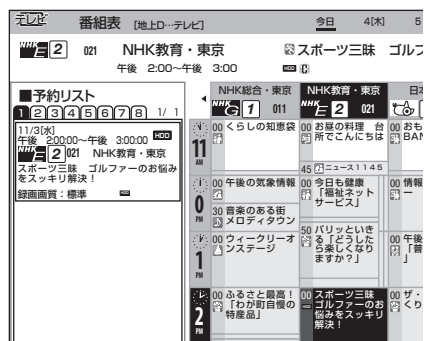 テレビ 番組表 [地上D…テレビ] 今日 4[木] 5
NHK E 2 021 NHK教育・東京 スポーツ三昧 ゴルフ
午後 2:00~午後 3:00
■予約リスト
1 2 3 4 5 6 7 8 1/ 1
11/3[水]
午後 2:00:00~午後 3:00:00 HDD
NHK E 2 021 NHK教育・東京
スポーツ三昧 ゴルファーのお悩み
をスッキリ解決!
録画画質:標準
NHK総合・東京 NHK教育・東京 日本
NHK G 1 011 NHK E 2 021
11 AM
00 くらしの知恵袋
00 お昼の料理 台
所でこんにちは
00 おも
BAN
45 ニュース1145
0 PM
00 午後の気象情報
00 今日も健康
「福祉ネット
サービス」
00 情報
ー
30 音楽のある街
メロディタウン
50 バリッといき
る「どうした
ら楽しくなり
ますか?」
1 PM
00 ウィークリーオ
ンステージ
00 午後
「普
」
2 PM
00 ふるさと最高!
「わが町自慢の
特産品」
00 スポーツ三昧
ゴルファーのお
悩みをスッキリ
解決!
00 ザ・
くり